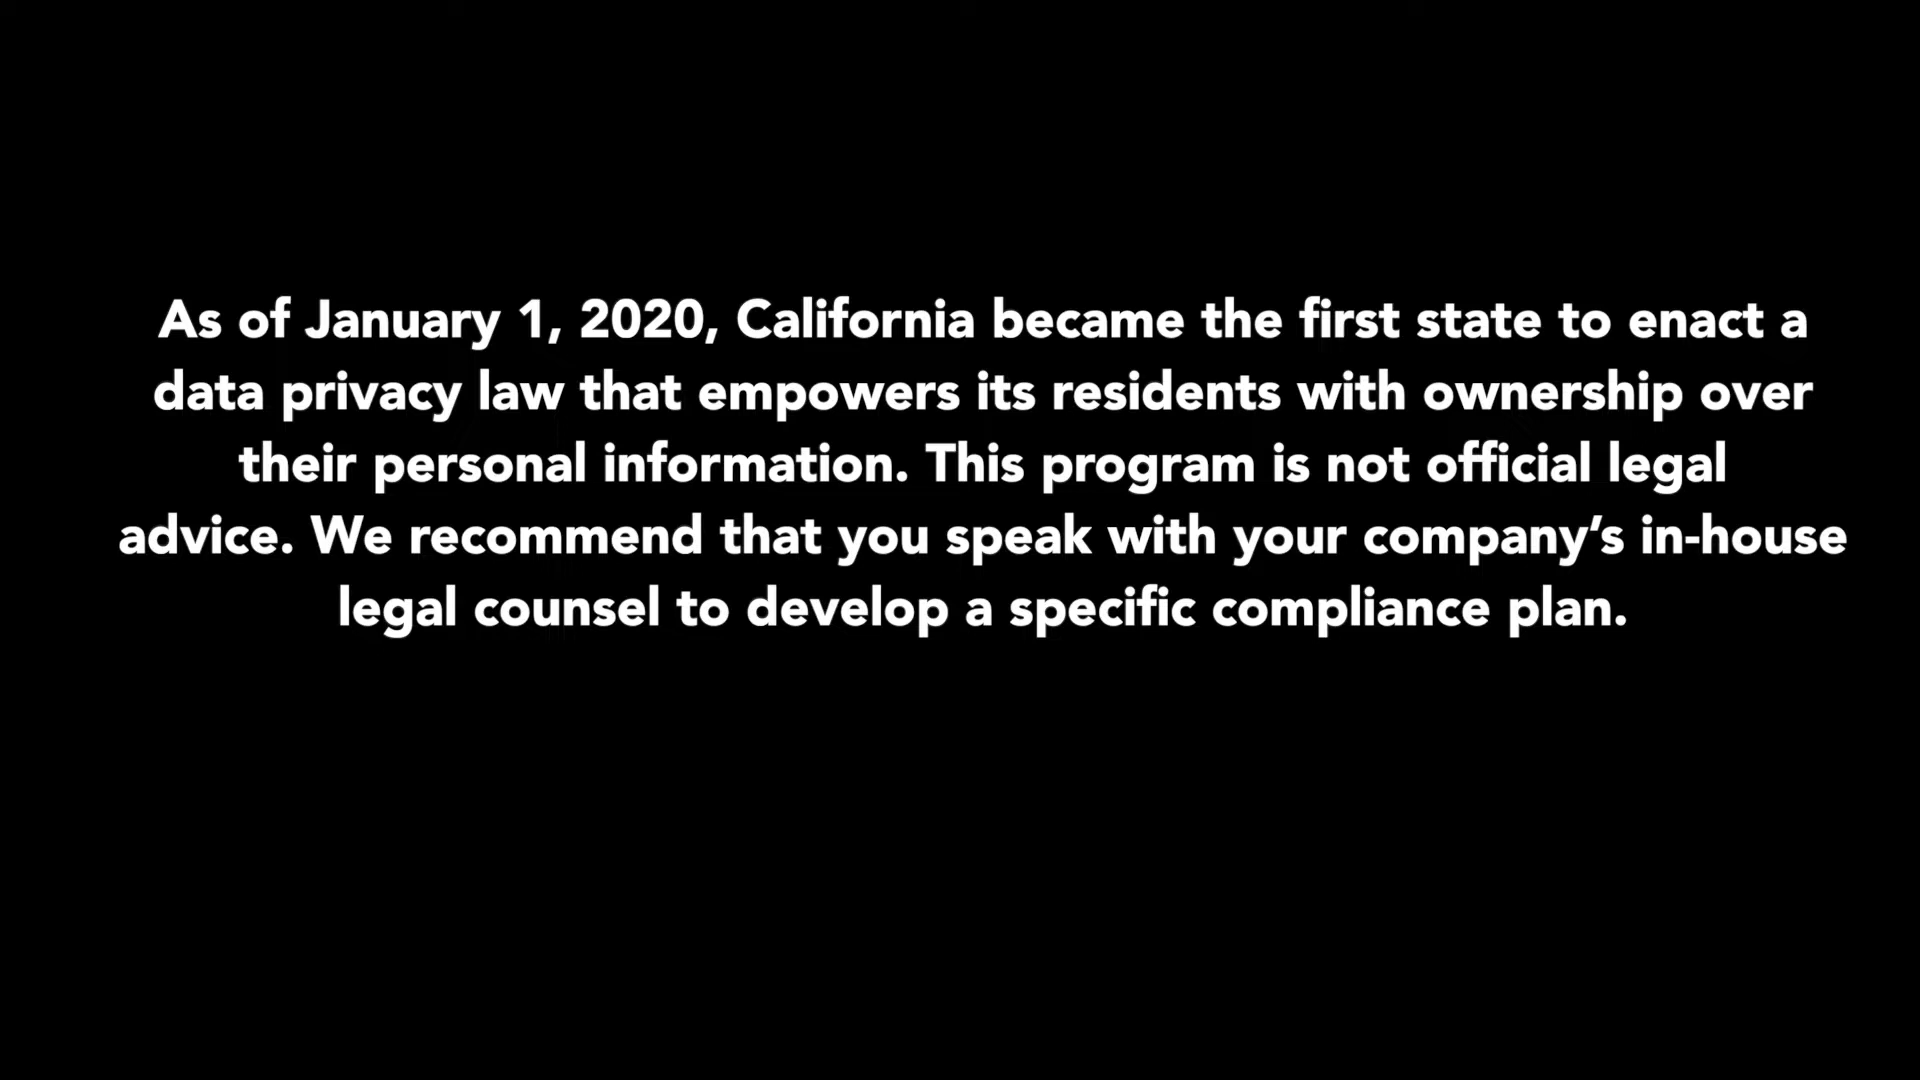 As of January 1, 2020, California became the first state to enact a
data privacy law that empowers its residents with ownership over
their personal information. This program is not official legal
advice. We recommend that you speak with your company’s in-house
legal counsel to develop a specific compliance plan.